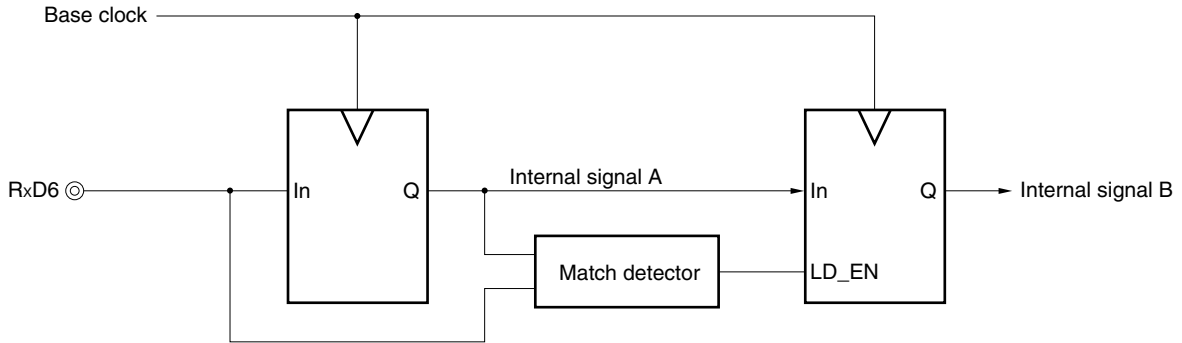 Base clock
RxD6
In
Q
Internal signal A
In
Q
Internal signal B
Match detector
LD_EN